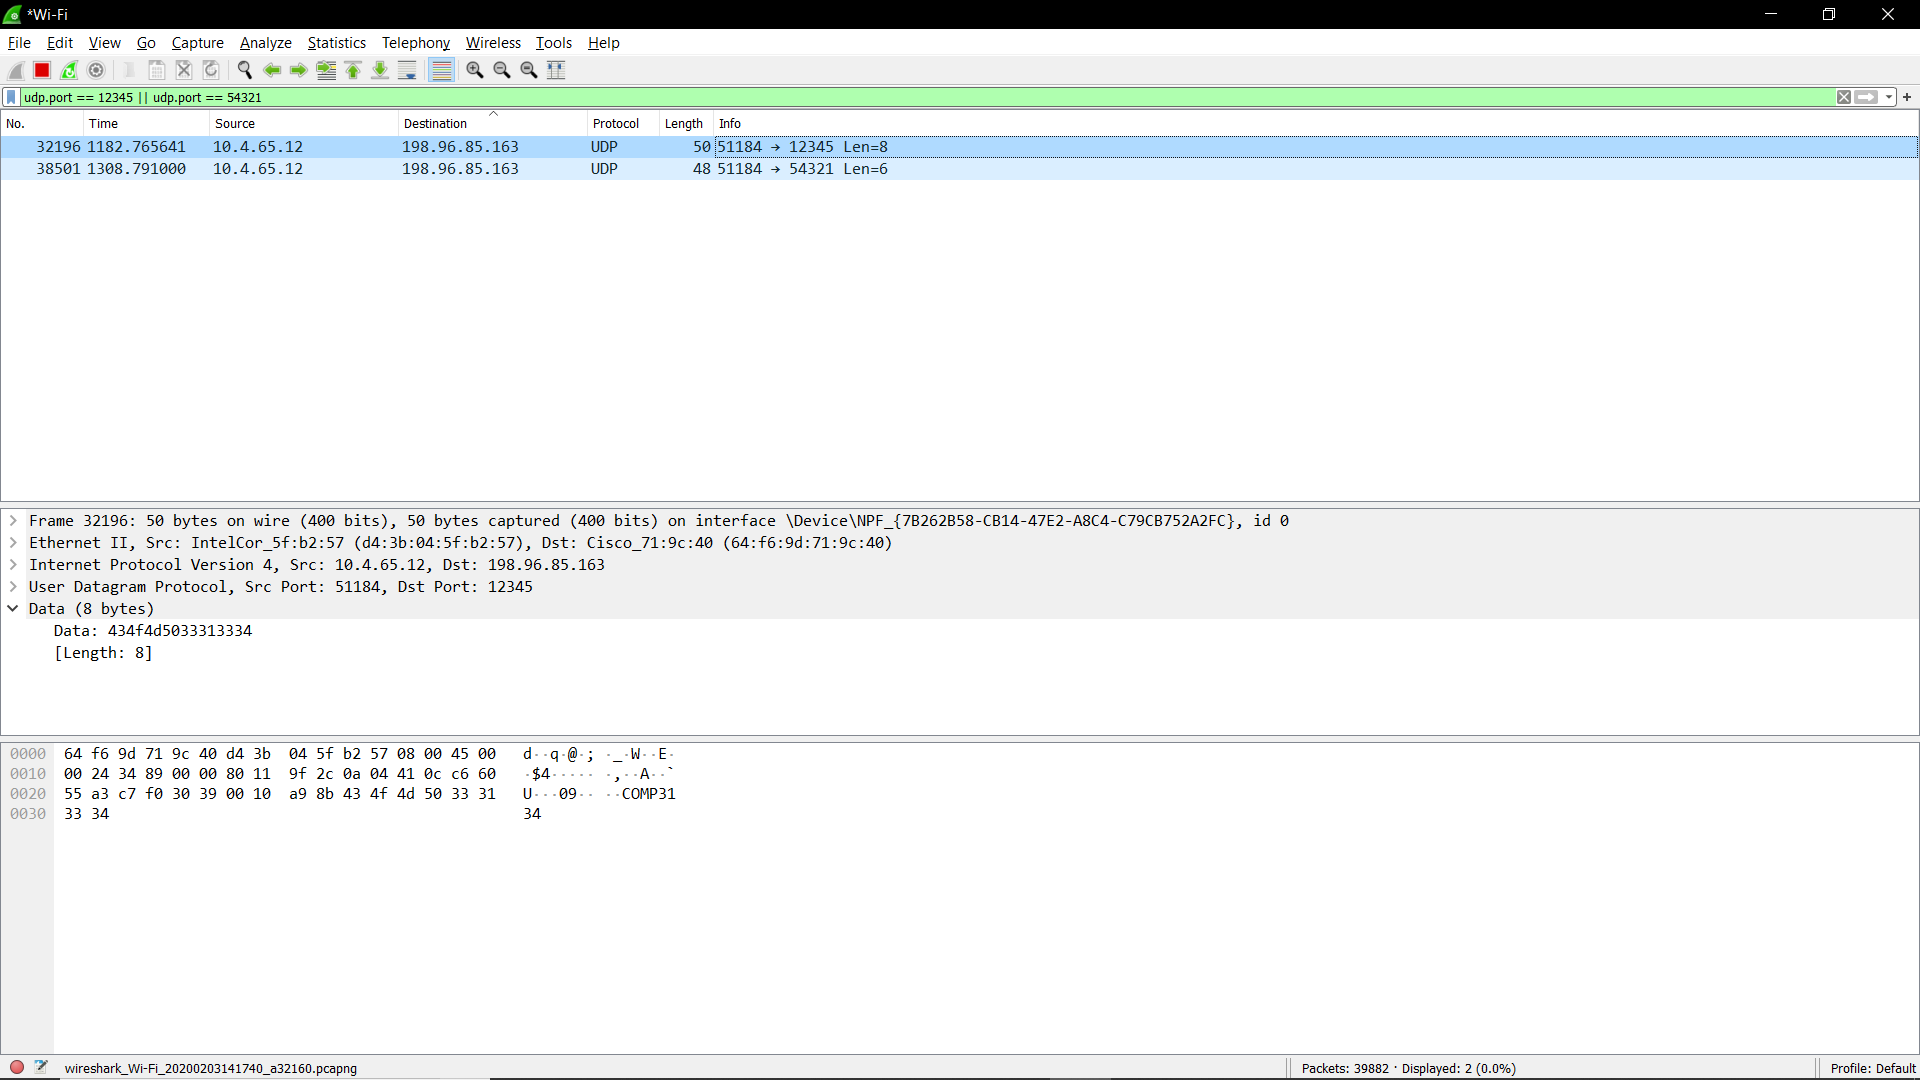 *Wi-Fi
File Edit View Go Capture Analyze Statistics Telephony Wireless Tools Help
udp.port == 12345 || udp.port == 54321
No. Time Source Destination Protocol Length Info
32196 1182.765641 10.4.65.12 198.96.85.163 UDP 50 51184 → 12345 Len=8
38501 1308.791000 10.4.65.12 198.96.85.163 UDP 48 51184 → 54321 Len=6
Frame 32196: 50 bytes on wire (400 bits), 50 bytes captured (400 bits) on interface \Device\NPF_{7B262B58-CB14-47E2-A8C4-C79CB752A2FC}, id 0
Ethernet II, Src: IntelCor_5f:b2:57 (d4:3b:04:5f:b2:57), Dst: Cisco_71:9c:40 (64:f6:9d:71:9c:40)
Internet Protocol Version 4, Src: 10.4.65.12, Dst: 198.96.85.163
User Datagram Protocol, Src Port: 51184, Dst Port: 12345
Data (8 bytes)
Data: 434f4d5033313334
[Length: 8]
0000 64 f6 9d 71 9c 40 d4 3b 04 5f b2 57 08 00 45 00 d··q·@·; ·_·W··E·
0010 00 24 34 89 00 00 80 11 9f 2c 0a 04 41 0c c6 60 ·$4····· ·,··A··`
0020 55 a3 c7 f0 30 39 00 10 a9 8b 43 4f 4d 50 33 31 U···09·· ··COMP31
0030 33 34 34
wireshark_Wi-Fi_20200203141740_a32160.pcapng
Packets: 39882 · Displayed: 2 (0.0%)
Profile: Default